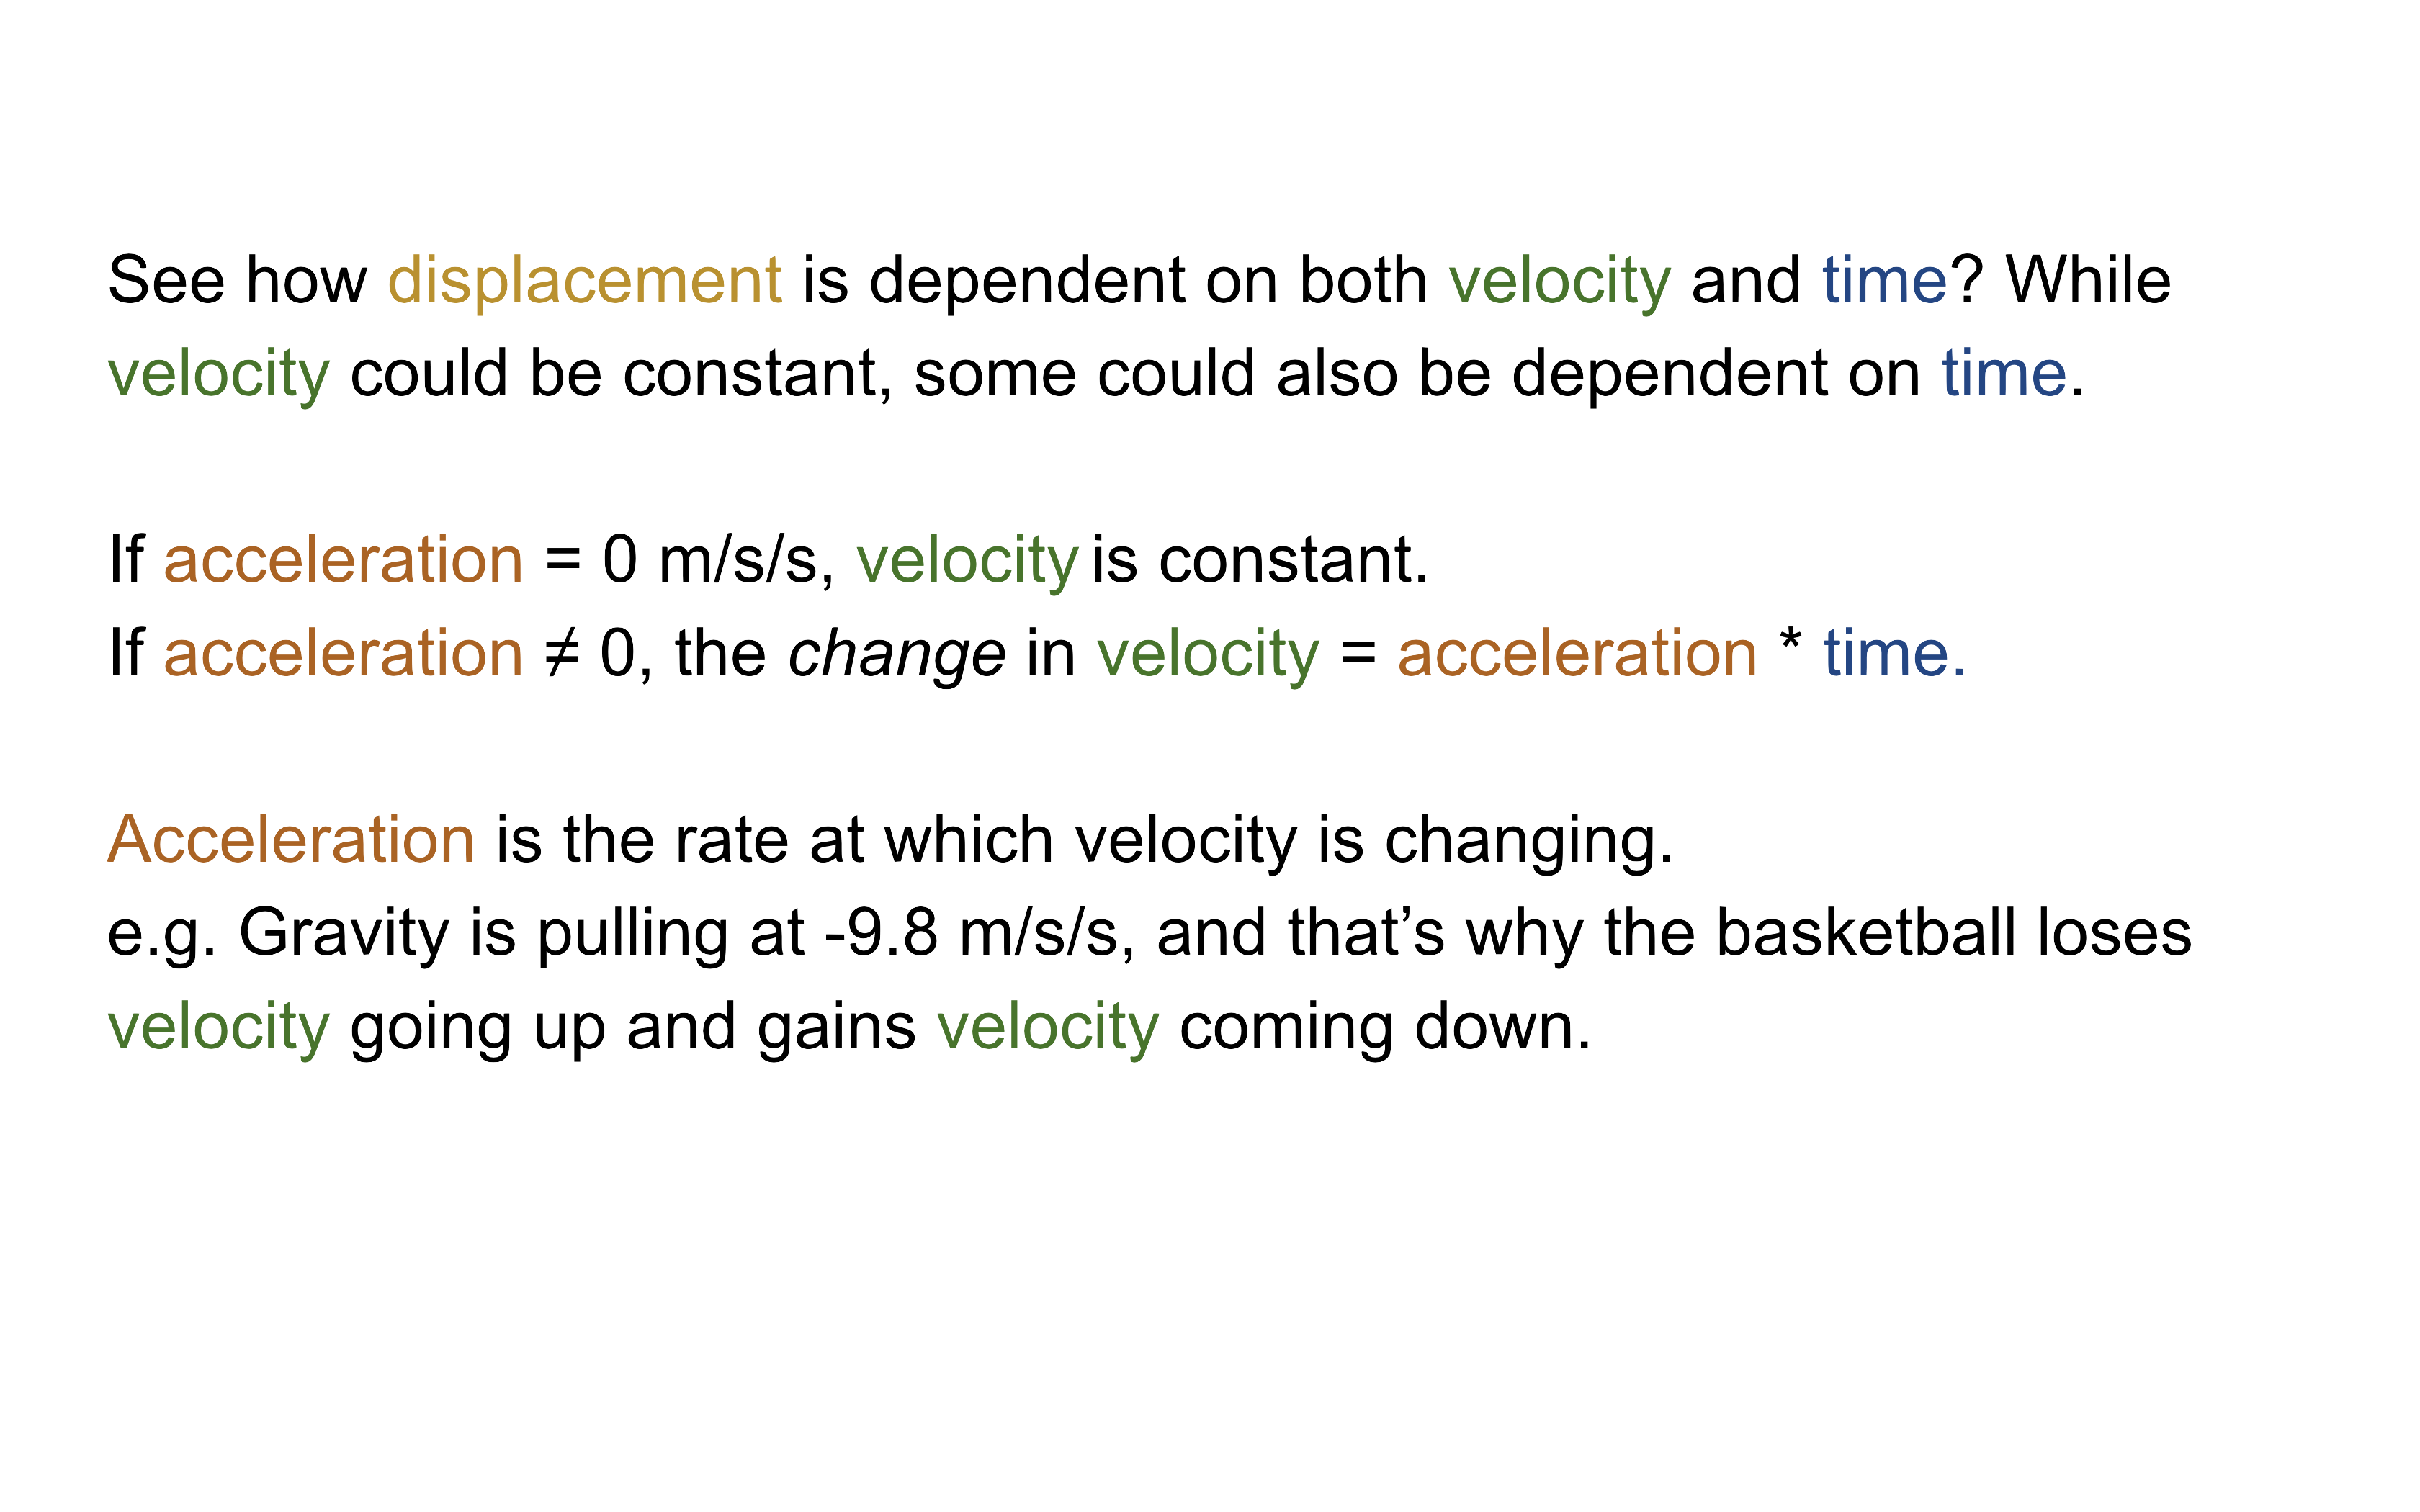 See how displacement is dependent on both velocity and time? While
velocity could be constant, some could also be dependent on time.
If acceleration = 0 m/s/s, velocity is constant.
If acceleration ≠ 0, the change in velocity = acceleration * time.
Acceleration is the rate at which velocity is changing.
e.g. Gravity is pulling at -9.8 m/s/s, and that’s why the basketball loses
velocity going up and gains velocity coming down.